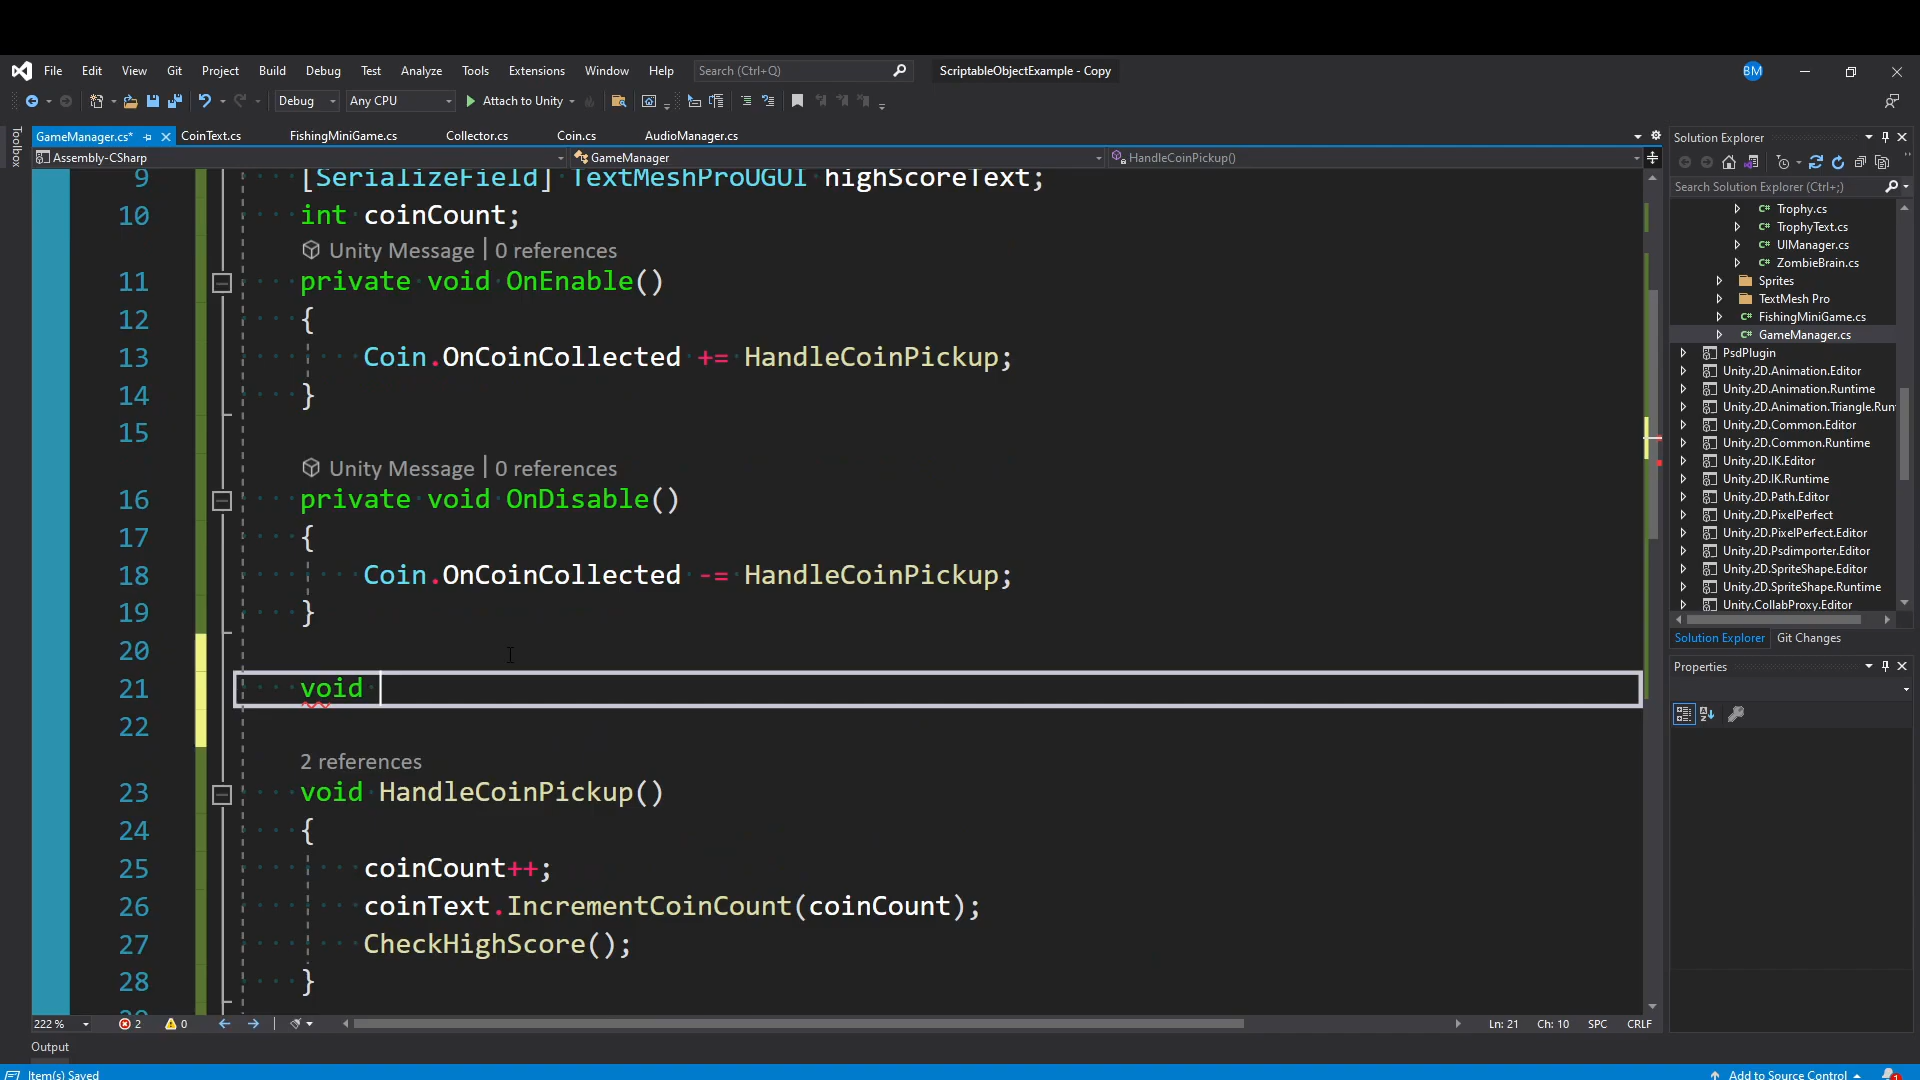 File Edit View Git Project Build Debug Test Analyze Tools Extensions Window Help Search (Ctrl+Q) ScriptableObjectExample - Copy BM
Debug Any CPU Attach to Unity
GameManager.cs* CoinText.cs FishingMiniGame.cs Collector.cs Coin.cs AudioManager.cs
Assembly-CSharp GameManager HandleCoinPickup()
Toolbox
9 [SerializeField] TextMeshProUGUI highScoreText;
10 int coinCount;
Unity Message | 0 references
11 private void OnEnable()
12 {
13 Coin.OnCoinCollected += HandleCoinPickup;
14 }
15
Unity Message | 0 references
16 private void OnDisable()
17 {
18 Coin.OnCoinCollected -= HandleCoinPickup;
19 }
20
21 void
22
2 references
23 void HandleCoinPickup()
24 {
25 coinCount++;
26 coinText.IncrementCoinCount(coinCount);
27 CheckHighScore();
28 }
222 % 2 0 Ln: 21 Ch: 10 SPC CRLF
Output
Item(s) Saved
Solution Explorer
Search Solution Explorer (Ctrl+;)
C# Trophy.cs
C# TrophyText.cs
C# UIManager.cs
C# ZombieBrain.cs
Sprites
TextMesh Pro
C# FishingMiniGame.cs
C# GameManager.cs
PsdPlugin
Unity.2D.Animation.Editor
Unity.2D.Animation.Runtime
Unity.2D.Animation.Triangle.Run
Unity.2D.Common.Editor
Unity.2D.Common.Runtime
Unity.2D.IK.Editor
Unity.2D.IK.Runtime
Unity.2D.Path.Editor
Unity.2D.PixelPerfect
Unity.2D.PixelPerfect.Editor
Unity.2D.Psdimporter.Editor
Unity.2D.SpriteShape.Editor
Unity.2D.SpriteShape.Runtime
Unity.CollabProxy.Editor
Solution Explorer Git Changes
Properties
Add to Source Control 1